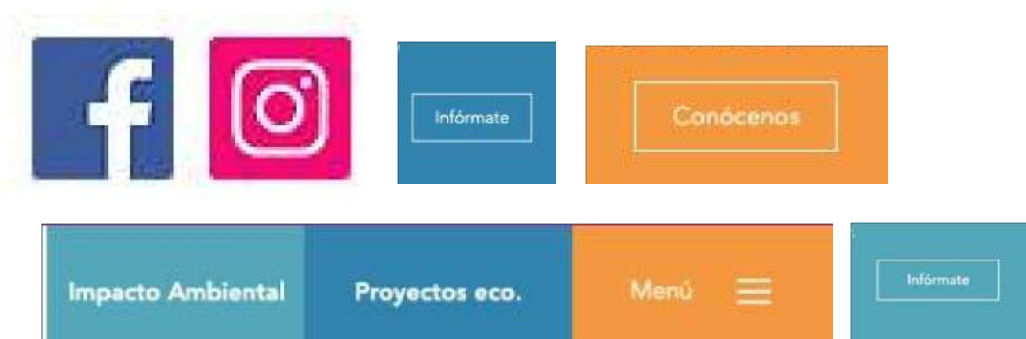 f
Infórmate
Conócenos
Impacto Ambiental
Proyectos eco.
Menú
Infórmate